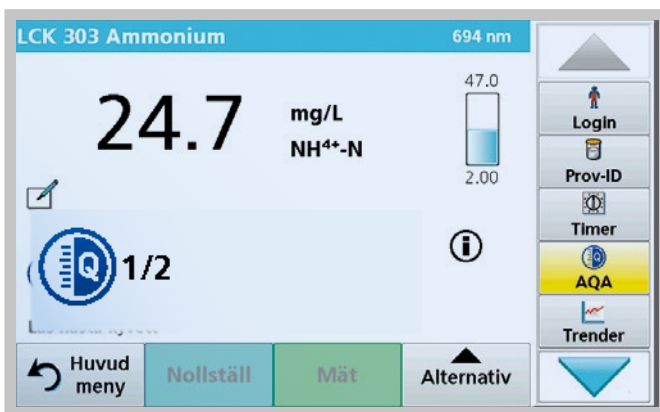 LCK 303 Ammonium 694 nm
24.7 mg/L
NH⁴⁺-N
47.0
2.00
1/2
Huvud
meny
Nollställ
Mät
Alternativ
Login
Prov-ID
Timer
AQA
Trender